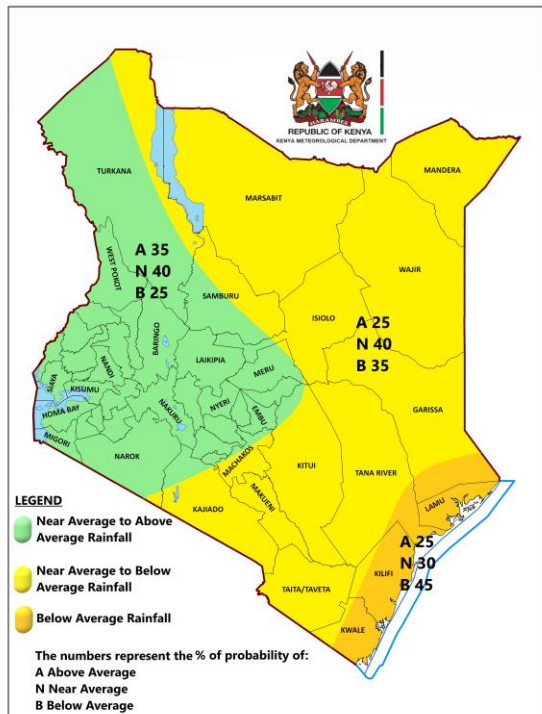 HARAMBEE
REPUBLIC OF KENYA
KENYA METEOROLOGICAL DEPARTMENT
MANDERA
TURKANA
MARSABIT
WAJIR
WEST POKOT
A 35
N 40
B 25
SAMBURU
ISIOLO
A 25
N 40
B 35
BARINGO
LAIKIPIA
MERU
NANDI
SIAYA
KISUMU
NYERI
EMBU
NAKURU
GARISSA
HOMA BAY
MIGORI
NAROK
MACHAKOS
KITUI
TANA RIVER
KAJIADO
MAKUENI
LAMU
LEGEND
Near Average to Above
Average Rainfall
Near Average to Below
Average Rainfall
Below Average Rainfall
A 25
N 30
B 45
KILIFI
TAITA/TAVETA
KWALE
The numbers represent the % of probability of:
A Above Average
N Near Average
B Below Average